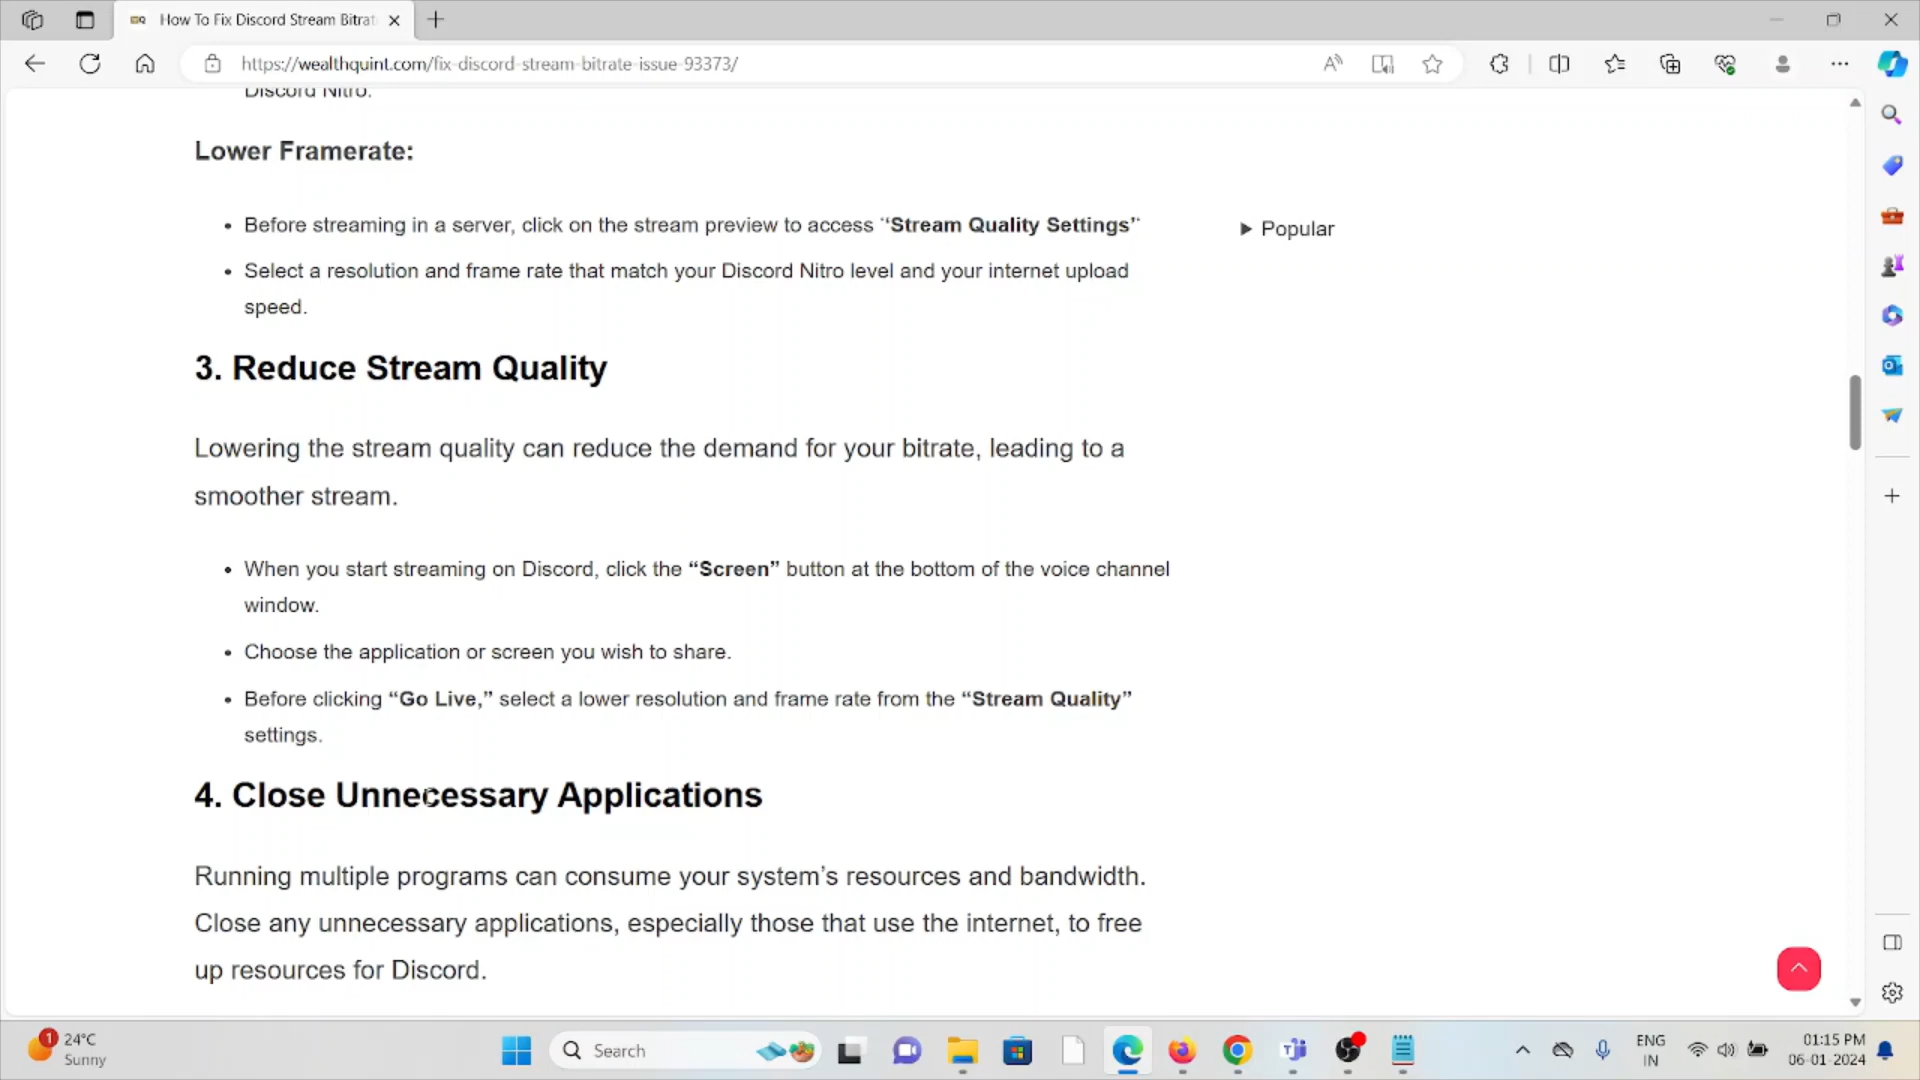 How To Fix Discord Stream Bitrat
https://wealthquint.com/fix-discord-stream-bitrate-issue-93373/
Discord Nitro.
Lower Framerate:
• Before streaming in a server, click on the stream preview to access “Stream Quality Settings”
Popular
• Select a resolution and frame rate that match your Discord Nitro level and your internet upload
speed.
3. Reduce Stream Quality
Lowering the stream quality can reduce the demand for your bitrate, leading to a
smoother stream.
• When you start streaming on Discord, click the “Screen” button at the bottom of the voice channel
window.
• Choose the application or screen you wish to share.
• Before clicking “Go Live,” select a lower resolution and frame rate from the “Stream Quality”
settings.
4. Close Unnecessary Applications
Running multiple programs can consume your system’s resources and bandwidth.
Close any unnecessary applications, especially those that use the internet, to free
up resources for Discord.
1
24°C
Sunny
Search
ENG
IN
01:15 PM
06-01-2024